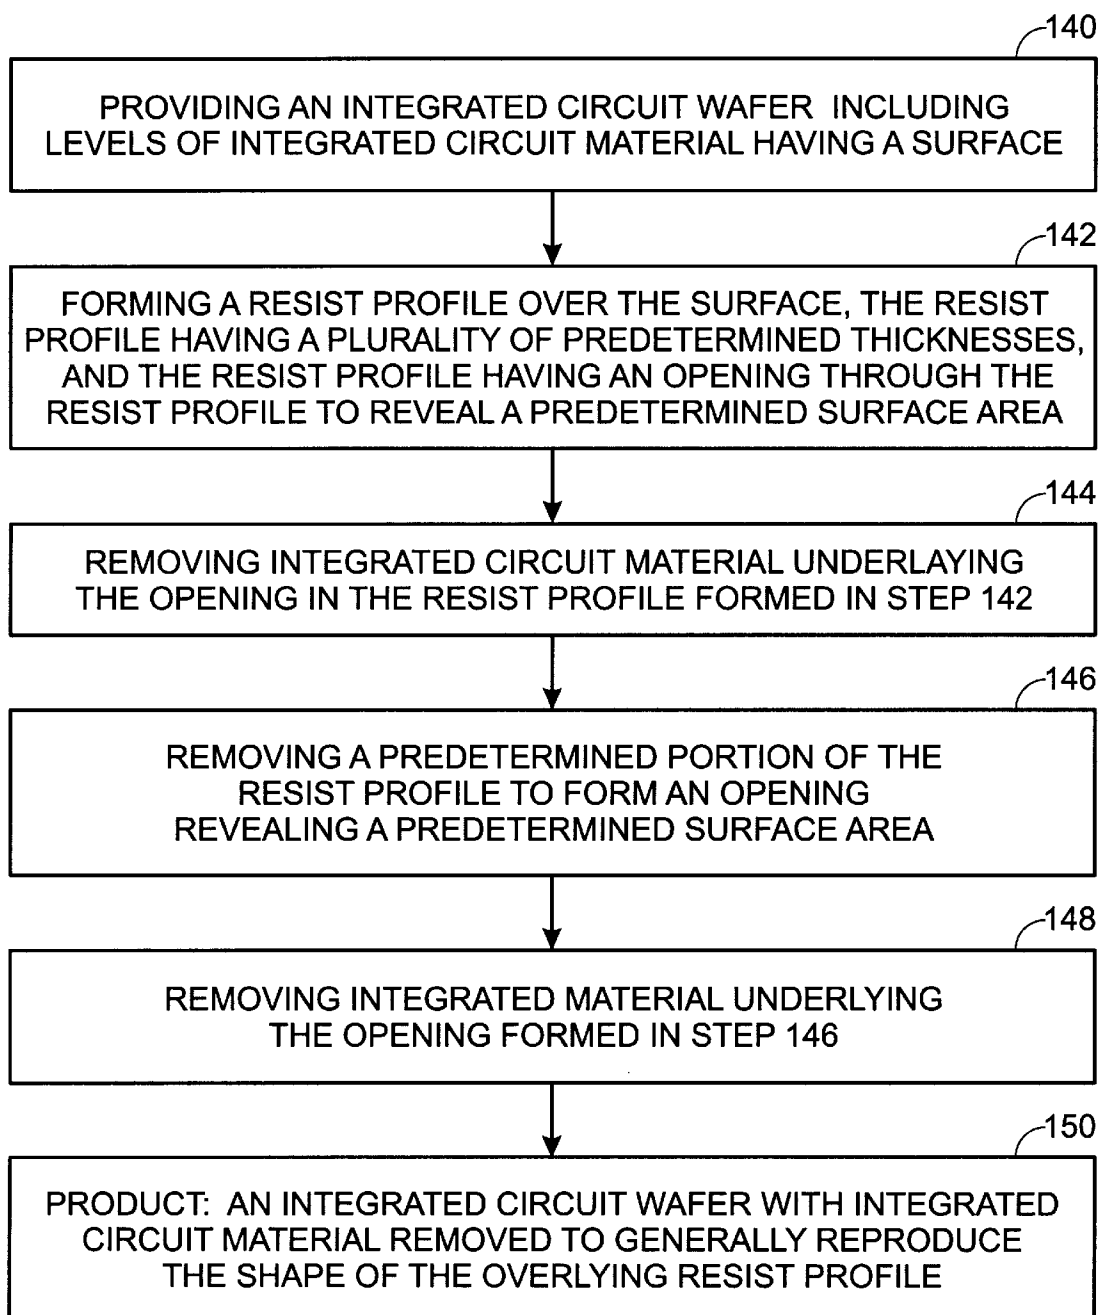 140
PROVIDING AN INTEGRATED CIRCUIT WAFER INCLUDING
LEVELS OF INTEGRATED CIRCUIT MATERIAL HAVING A SURFACE
142
FORMING A RESIST PROFILE OVER THE SURFACE, THE RESIST
PROFILE HAVING A PLURALITY OF PREDETERMINED THICKNESSES,
AND THE RESIST PROFILE HAVING AN OPENING THROUGH THE
RESIST PROFILE TO REVEAL A PREDETERMINED SURFACE AREA
144
REMOVING INTEGRATED CIRCUIT MATERIAL UNDERLAYING
THE OPENING IN THE RESIST PROFILE FORMED IN STEP 142
146
REMOVING A PREDETERMINED PORTION OF THE
RESIST PROFILE TO FORM AN OPENING
REVEALING A PREDETERMINED SURFACE AREA
148
REMOVING INTEGRATED MATERIAL UNDERLYING
THE OPENING FORMED IN STEP 146
150
PRODUCT: AN INTEGRATED CIRCUIT WAFER WITH INTEGRATED
CIRCUIT MATERIAL REMOVED TO GENERALLY REPRODUCE
THE SHAPE OF THE OVERLYING RESIST PROFILE